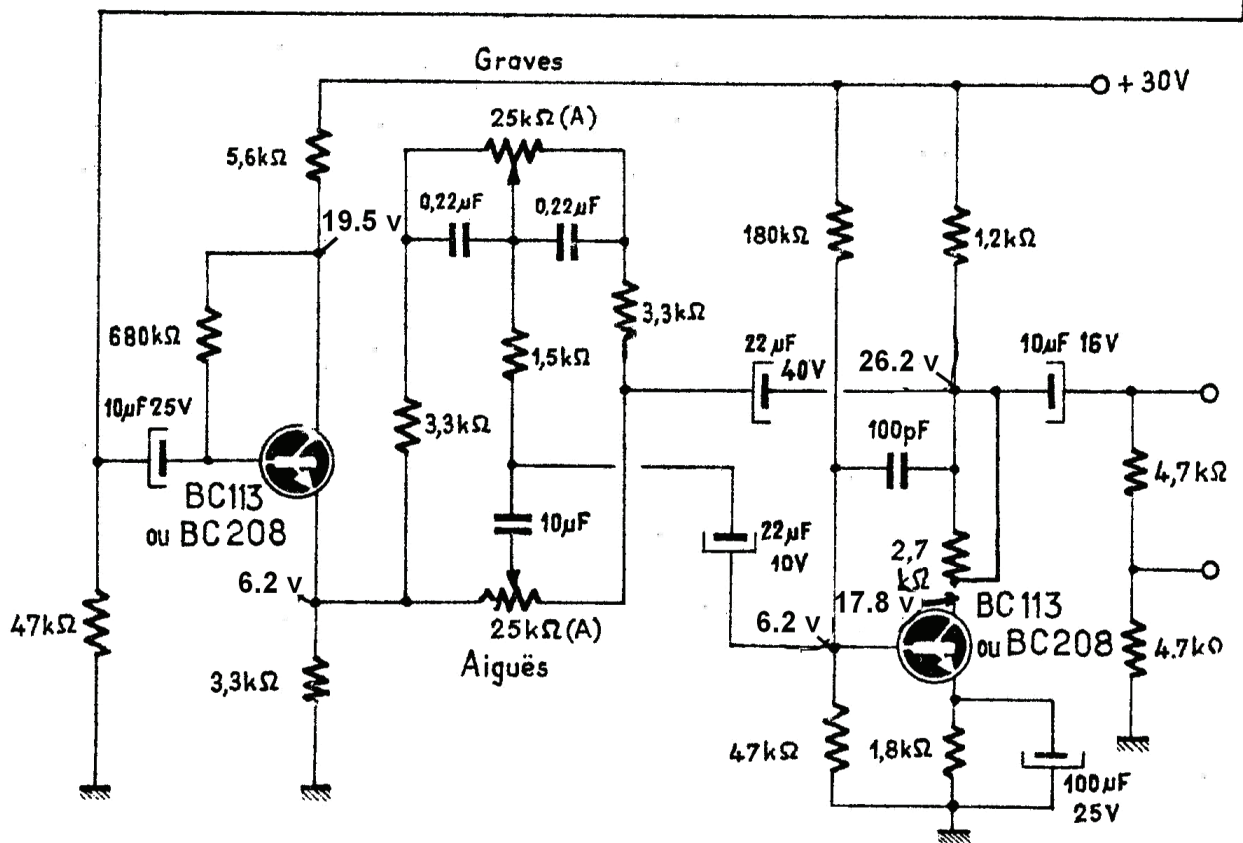 Graves
+ 30V
25kΩ(A)
5,6kΩ
0,22µF
0,22µF
19.5 v
180kΩ
1,2kΩ
680kΩ
3,3kΩ
1,5kΩ
22µF
40V
26.2 v
10µF 16V
10µF 25V
3,3kΩ
100pF
4,7kΩ
BC113
ou BC208
10µF
22µF
10V
2,7
kΩ
17.8 v
6.2 v
25kΩ(A)
Aiguës
6.2 v
BC113
ou BC208
47kΩ
4.7kΩ
3,3kΩ
47kΩ
1,8kΩ
100µF
25V